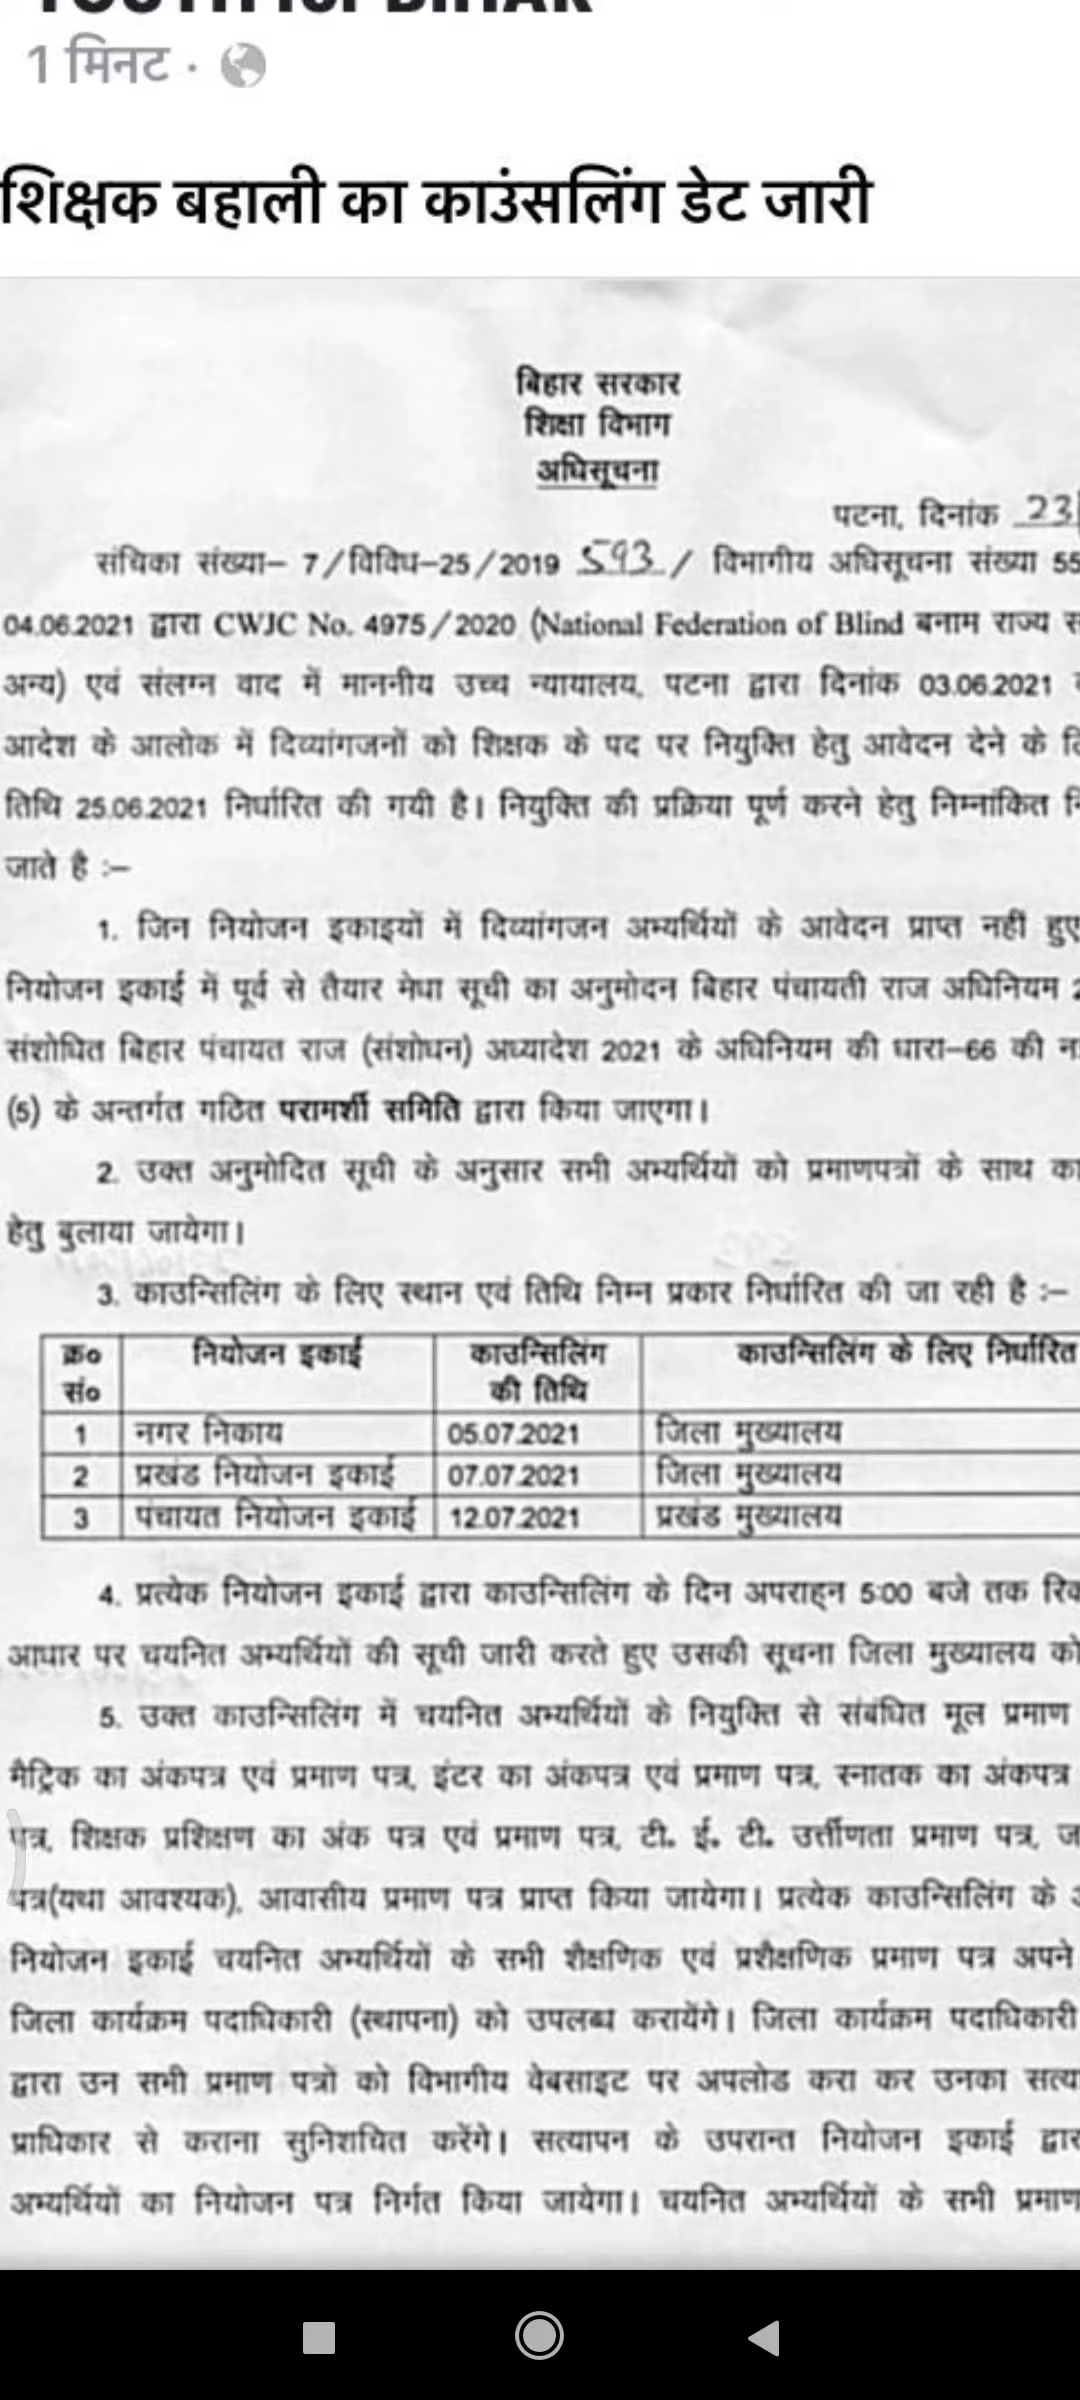 YOUTH for BIHAR
1 मिनट ·
शिक्षक बहाली का काउंसलिंग डेट जारी
बिहार सरकार
शिक्षा विभाग
अधिसूचना
पटना, दिनांक 23
संचिका संख्या– 7/विविध–25/2019 593 / विभागीय अधिसूचना संख्या 55
04.06.2021 द्वारा CWJC No. 4975/2020 (National Federation of Blind बनाम राज्य
अन्य) एवं संलग्न वाद में माननीय उच्च न्यायालय, पटना द्वारा दिनांक 03.06.2021
आदेश के आलोक में दिव्यांगजनों को शिक्षक के पद पर नियुक्ति हेतु आवेदन देने के
तिथि 25.06.2021 निर्धारित की गयी है। नियुक्ति की प्रक्रिया पूर्ण करने हेतु निम्नांकित
जाते है :–
1. जिन नियोजन इकाइयों में दिव्यांगजन अभ्यर्थियों के आवेदन प्राप्त नहीं हुए
नियोजन इकाई में पूर्व से तैयार मेधा सूची का अनुमोदन बिहार पंचायती राज अधिनियम
संशोधित बिहार पंचायत राज (संशोधन) अध्यादेश 2021 के अधिनियम की धारा–66 की
(5) के अन्तर्गत गठित परामर्शी समिति द्वारा किया जाएगा।
2. उक्त अनुमोदित सूची के अनुसार सभी अभ्यर्थियों को प्रमाणपत्रों के साथ का
हेतु बुलाया जायेगा।
3. काउन्सिलिंग के लिए स्थान एवं तिथि निम्न प्रकार निर्धारित की जा रही है :–
क्र० सं० नियोजन इकाई काउन्सिलिंग की तिथि काउन्सिलिंग के लिए निर्धारित
1 नगर निकाय 05.07.2021 जिला मुख्यालय
2 प्रखंड नियोजन इकाई 07.07.2021 जिला मुख्यालय
3 पंचायत नियोजन इकाई 12.07.2021 प्रखंड मुख्यालय
4. प्रत्येक नियोजन इकाई द्वारा काउन्सिलिंग के दिन अपराह्न 5:00 बजे तक
आधार पर चयनित अभ्यर्थियों की सूची जारी करते हुए उसकी सूचना जिला मुख्यालय को
5. उक्त काउन्सिलिंग में चयनित अभ्यर्थियों के नियुक्ति से संबंधित मूल प्रमाण
मैट्रिक का अंकपत्र एवं प्रमाण पत्र, इंटर का अंकपत्र एवं प्रमाण पत्र, स्नातक का अंकपत्र
पत्र, शिक्षक प्रशिक्षण का अंक पत्र एवं प्रमाण पत्र, टी. ई. टी. उर्त्तीणता प्रमाण पत्र, ज
पत्र(यथा आवश्यक), आवासीय प्रमाण पत्र प्राप्त किया जायेगा। प्रत्येक काउन्सिलिंग के
नियोजन इकाई चयनित अभ्यर्थियों के सभी शैक्षणिक एवं प्रशैक्षणिक प्रमाण पत्र अपने
जिला कार्यक्रम पदाधिकारी (स्थापना) को उपलब्ध करायेंगे। जिला कार्यक्रम पदाधिकारी
द्वारा उन सभी प्रमाण पत्रों को विभागीय वेबसाइट पर अपलोड करा कर उनका सत्या
प्राधिकार से कराना सुनिशचित करेंगे। सत्यापन के उपरान्त नियोजन इकाई द्वार
अभ्यर्थियों का नियोजन पत्र निर्गत किया जायेगा। चयनित अभ्यर्थियों के सभी प्रमाण